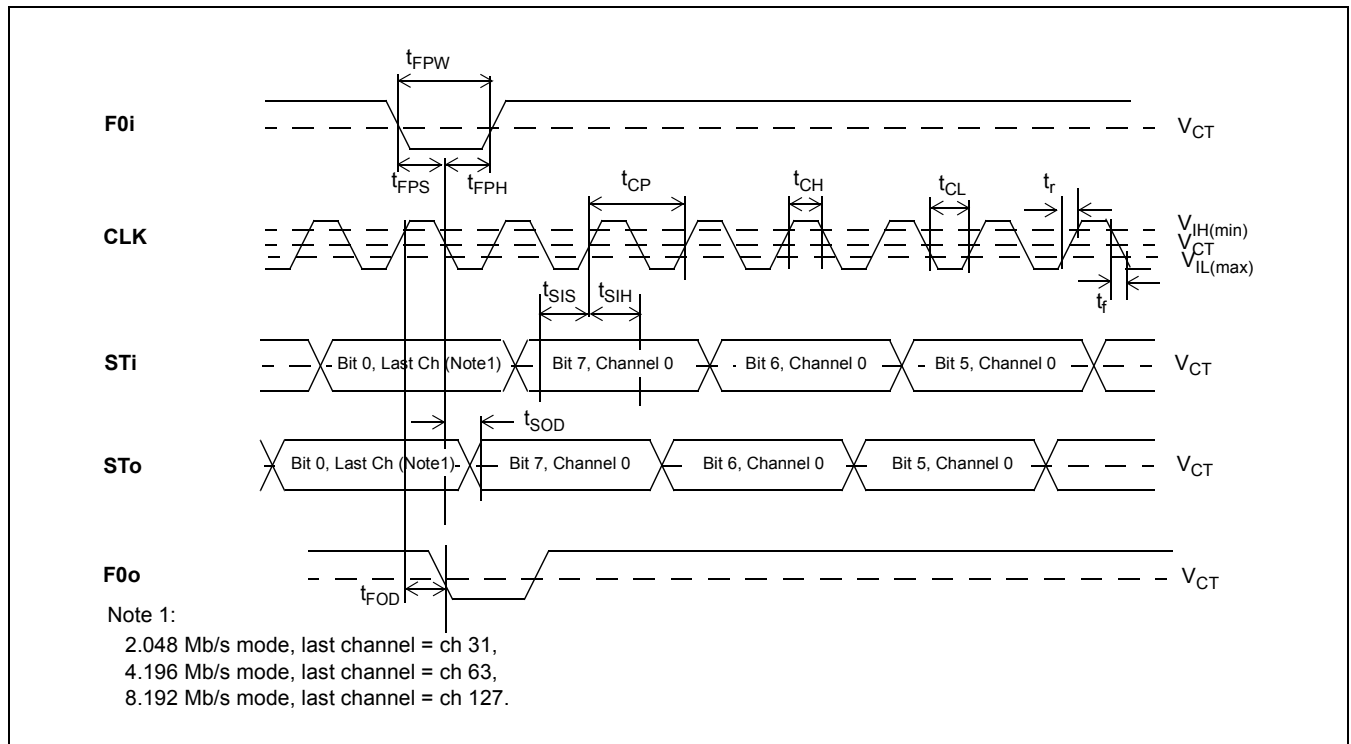 tFPW
F0i
VCT
tFPS
tFPH
tCP
tCH
tCL
tr
CLK
VIH(min)
VCT
VIL(max)
tSIS
tSIH
tf
STi
Bit 0, Last Ch (Note1)
Bit 7, Channel 0
Bit 6, Channel 0
Bit 5, Channel 0
VCT
tSOD
STo
Bit 0, Last Ch (Note1)
Bit 7, Channel 0
Bit 6, Channel 0
Bit 5, Channel 0
VCT
F0o
VCT
tFOD
Note 1:
2.048 Mb/s mode, last channel = ch 31,
4.196 Mb/s mode, last channel = ch 63,
8.192 Mb/s mode, last channel = ch 127.